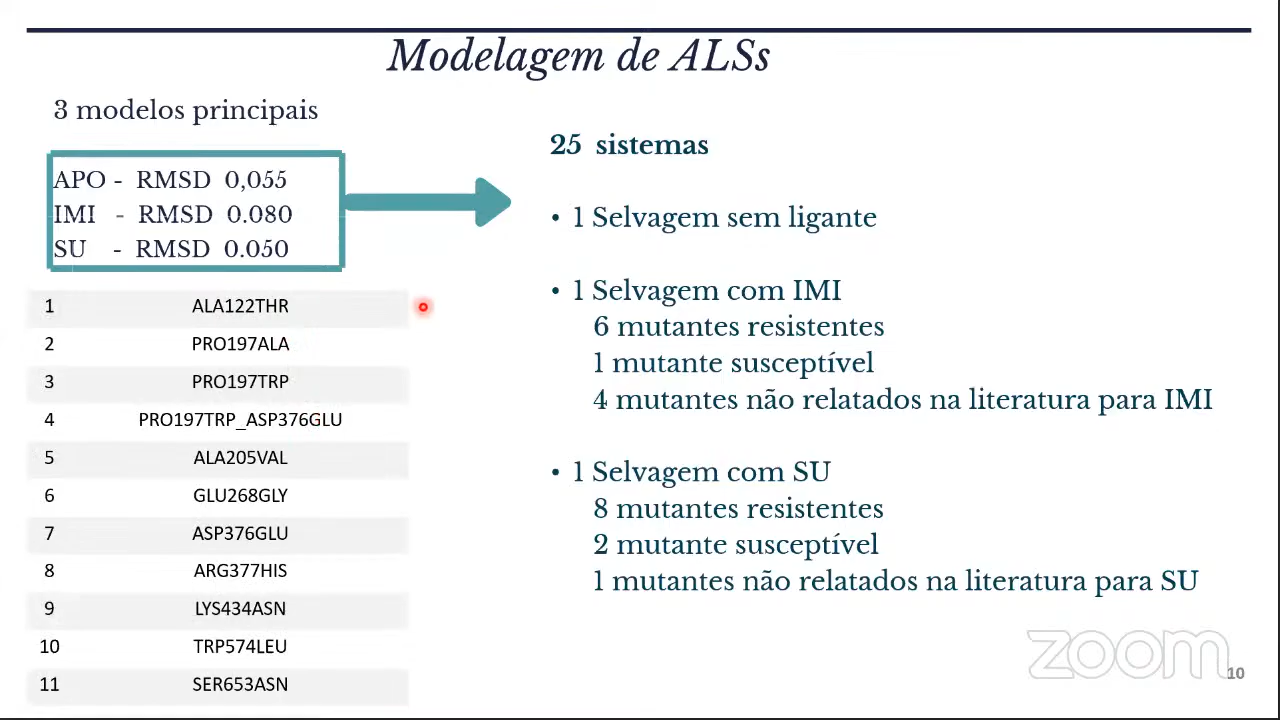 Modelagem de ALSs
3 modelos principais
APO - RMSD 0,055
IMI - RMSD 0.080
SU - RMSD 0.050
1 ALA122THR
2 PRO197ALA
3 PRO197TRP
4 PRO197TRP_ASP376GLU
5 ALA205VAL
6 GLU268GLY
7 ASP376GLU
8 ARG377HIS
9 LYS434ASN
10 TRP574LEU
11 SER653ASN
25 sistemas
• 1 Selvagem sem ligante
• 1 Selvagem com IMI
6 mutantes resistentes
1 mutante susceptível
4 mutantes não relatados na literatura para IMI
• 1 Selvagem com SU
8 mutantes resistentes
2 mutante susceptível
1 mutantes não relatados na literatura para SU
zoom
10